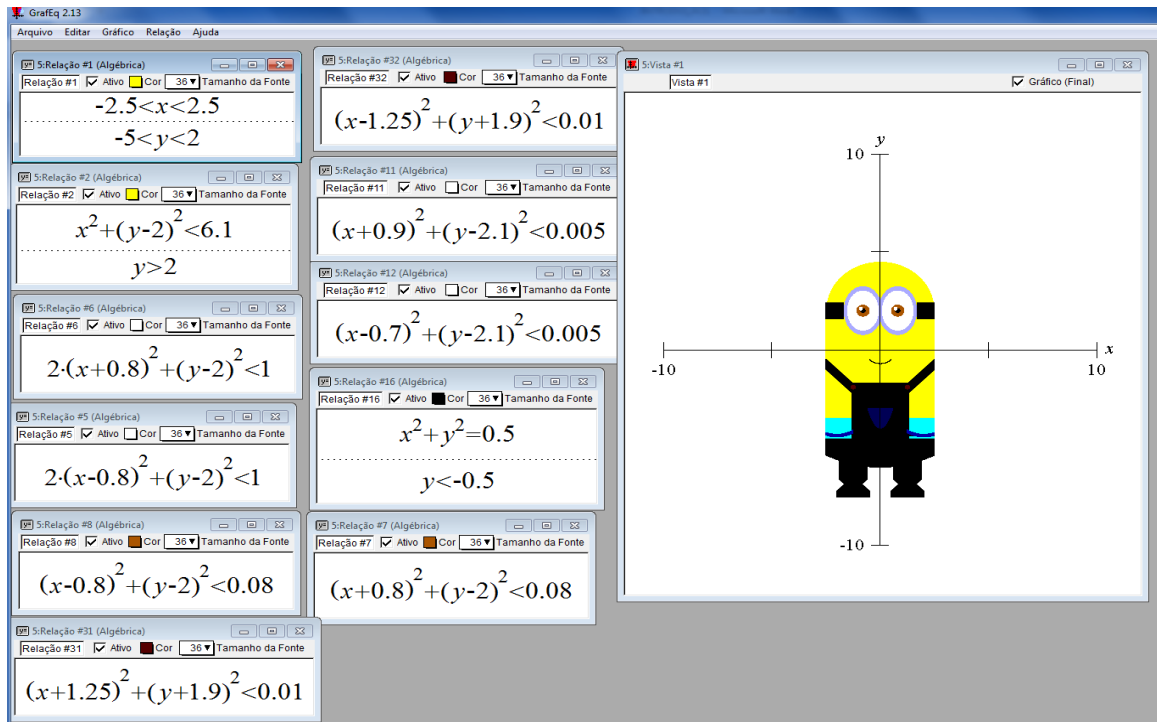 GrafEq 2.13
Arquivo Editar Gráfico Relação Ajuda
5:Relação #1 (Algébrica)
Relação #1 Ativo Cor 36 Tamanho da Fonte
-2.5<x<2.5
-5<y<2
5:Relação #2 (Algébrica)
Relação #2 Ativo Cor 36 Tamanho da Fonte
x²+(y-2)²<6.1
y>2
5:Relação #6 (Algébrica)
Relação #6 Ativo Cor 36 Tamanho da Fonte
2·(x+0.8)²+(y-2)²<1
5:Relação #5 (Algébrica)
Relação #5 Ativo Cor 36 Tamanho da Fonte
2·(x-0.8)²+(y-2)²<1
5:Relação #8 (Algébrica)
Relação #8 Ativo Cor 36 Tamanho da Fonte
(x-0.8)²+(y-2)²<0.08
5:Relação #31 (Algébrica)
Relação #31 Ativo Cor 36 Tamanho da Fonte
(x+1.25)²+(y+1.9)²<0.01
5:Relação #32 (Algébrica)
Relação #32 Ativo Cor 36 Tamanho da Fonte
(x-1.25)²+(y+1.9)²<0.01
5:Relação #11 (Algébrica)
Relação #11 Ativo Cor 36 Tamanho da Fonte
(x+0.9)²+(y-2.1)²<0.005
5:Relação #12 (Algébrica)
Relação #12 Ativo Cor 36 Tamanho da Fonte
(x-0.7)²+(y-2.1)²<0.005
5:Relação #16 (Algébrica)
Relação #16 Ativo Cor 36 Tamanho da Fonte
x²+y²=0.5
y<-0.5
5:Relação #7 (Algébrica)
Relação #7 Ativo Cor 36 Tamanho da Fonte
(x+0.8)²+(y-2)²<0.08
5:Vista #1
Vista #1 Gráfico (Final)
y
10
x
-10
10
-10